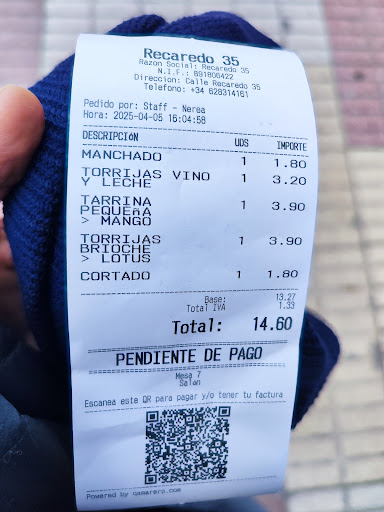 Recaredo 35
Razon Social: Recaredo 35
N.I.F.: B91800422
Direccion: Calle Recaredo 35
Telefono: +34 628314161
Pedido por: Staff - Nerea
Hora: 2025-04-05 16:04:58
DESCRIPCIóN UDS IMPORTE
MANCHADO 1 1.80
TORRIJAS VINO 1 3.20
Y LECHE
TARRINA 1 3.90
PEQUEñA
> MANGO
TORRIJAS 1 3.90
BRIOCHE
> LOTUS
CORTADO 1 1.80
Base: 13.27
Total IVA 1.33
Total: 14.60
PENDIENTE DE PAGO
Mesa 7
Salan
Escanea este QR para pagar y/o tener tu factura
Powered by qamarero.com